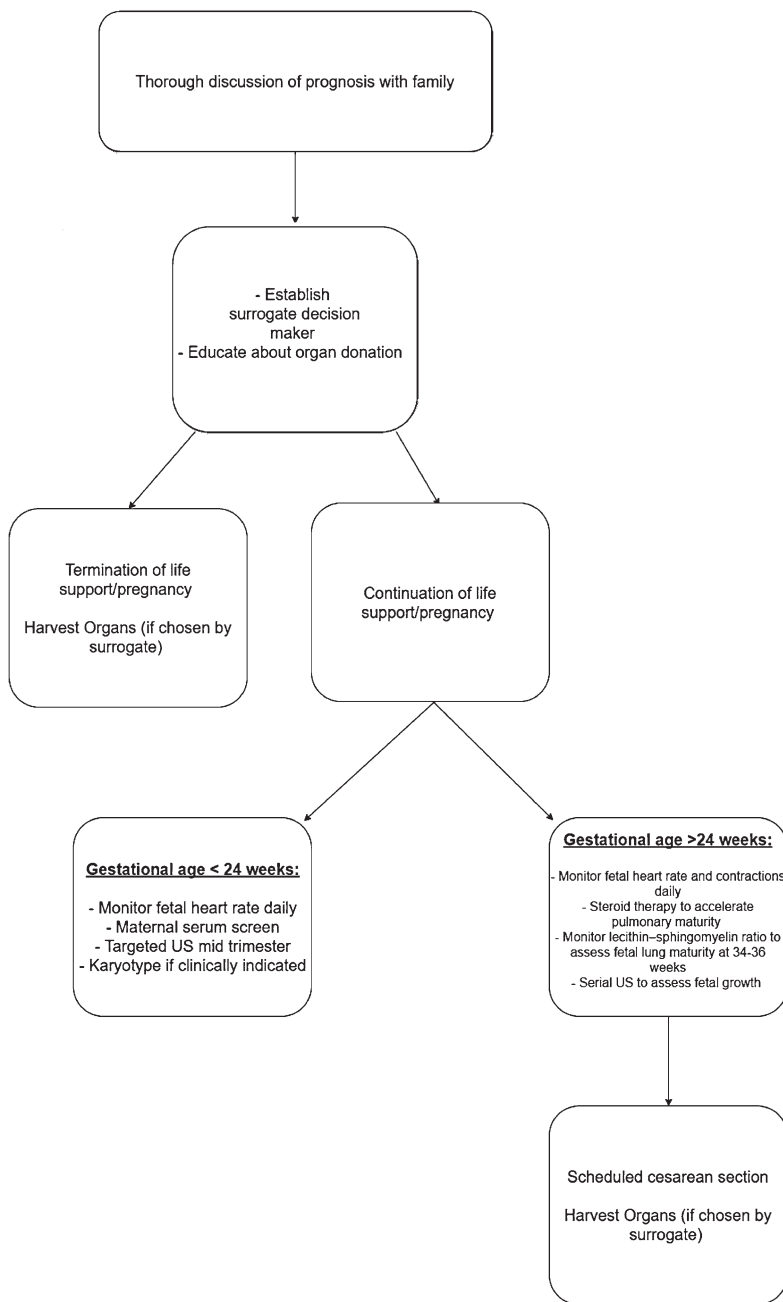 Thorough discussion of prognosis with family
- Establish
surrogate decision
maker
- Educate about organ donation
Termination of life
support/pregnancy
Harvest Organs (if chosen by
surrogate)
Continuation of life
support/pregnancy
Gestational age < 24 weeks:
- Monitor fetal heart rate daily
- Maternal serum screen
- Targeted US mid trimester
- Karyotype if clinically indicated
Gestational age >24 weeks:
- Monitor fetal heart rate and contractions
daily
- Steroid therapy to accelerate
pulmonary maturity
- Monitor lecithin–sphingomyelin ratio to
assess fetal lung maturity at 34-36
weeks
- Serial US to assess fetal growth
Scheduled cesarean section
Harvest Organs (if chosen by
surrogate)